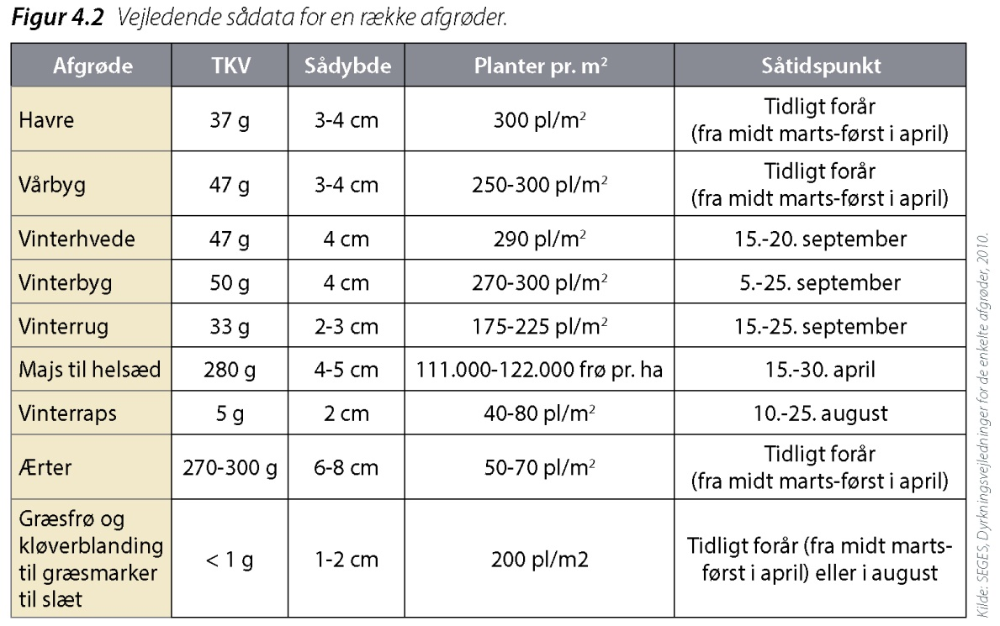 Figur 4.2 Vejledende sådata for en række afgrøder.
Afgrøde TKV Sådybde Planter pr. m² Såtidspunkt
Havre 37 g 3-4 cm 300 pl/m² Tidligt forår
(fra midt marts-først i april)
Vårbyg 47 g 3-4 cm 250-300 pl/m² Tidligt forår
(fra midt marts-først i april)
Vinterhvede 47 g 4 cm 290 pl/m² 15.-20. september
Vinterbyg 50 g 4 cm 270-300 pl/m² 5.-25. september
Vinterrug 33 g 2-3 cm 175-225 pl/m² 15.-25. september
Majs til helsæd 280 g 4-5 cm 111.000-122.000 frø pr. ha 15.-30. april
Vinterraps 5 g 2 cm 40-80 pl/m² 10.-25. august
Ærter 270-300 g 6-8 cm 50-70 pl/m² Tidligt forår
(fra midt marts-først i april)
Græsfrø og
kløverblanding
til græsmarker
til slæt
< 1 g 1-2 cm 200 pl/m2 Tidligt forår (fra midt marts-
først i april) eller i august
Kilde: SEGES, Dyrkningsvejledninger for de enkelte afgrøder, 2010.